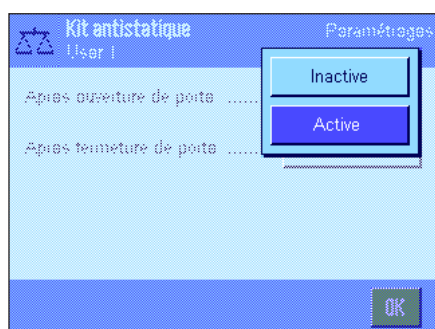 Kit antistatique
Paramétrages
User 1
Inactive
Après ouverture de porte ......
Active
Après fermeture de porte ......
OK